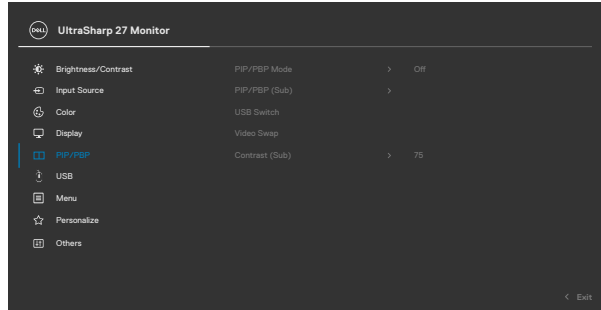 DELL UltraSharp 27 Monitor
Brightness/Contrast PIP/PBP Mode > Off
Input Source PIP/PBP (Sub) >
Color USB Switch
Display Video Swap
PIP/PBP Contrast (Sub) > 75
USB
Menu
Personalize
Others
< Exit